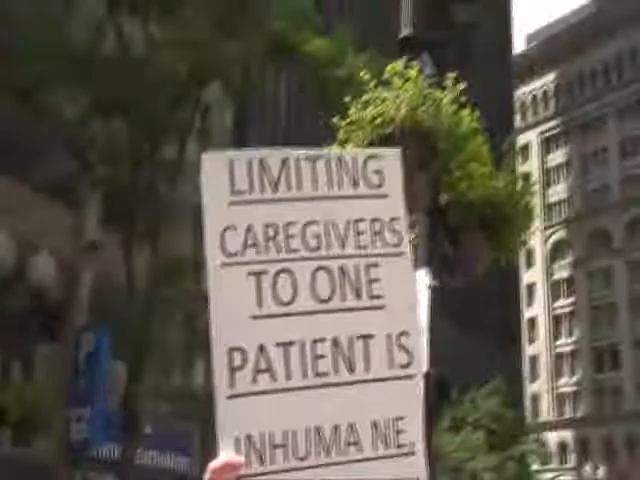 LIMITING
CAREGIVERS
TO ONE
PATIENT IS
INHUMA NE.